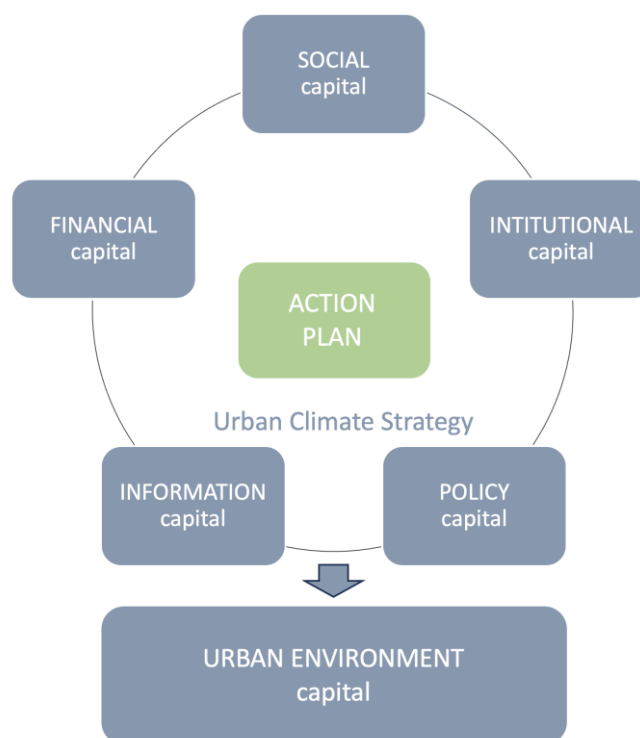 SOCIAL
capital
FINANCIAL
capital
INTITUTIONAL
capital
ACTION
PLAN
Urban Climate Strategy
INFORMATION
capital
POLICY
capital
URBAN ENVIRONMENT
capital